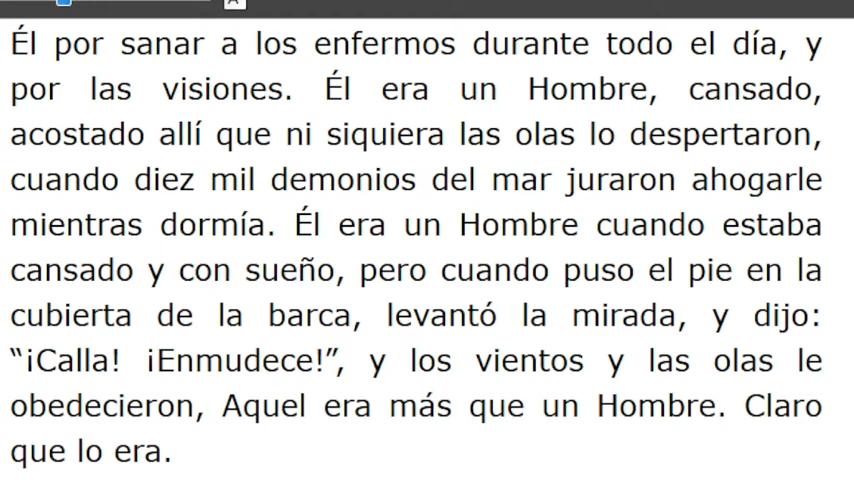 Él por sanar a los enfermos durante todo el día, y
por las visiones. Él era un Hombre, cansado,
acostado allí que ni siquiera las olas lo despertaron,
cuando diez mil demonios del mar juraron ahogarle
mientras dormía. Él era un Hombre cuando estaba
cansado y con sueño, pero cuando puso el pie en la
cubierta de la barca, levantó la mirada, y dijo:
“¡Calla! ¡Enmudece!”, y los vientos y las olas le
obedecieron, Aquel era más que un Hombre. Claro
que lo era.